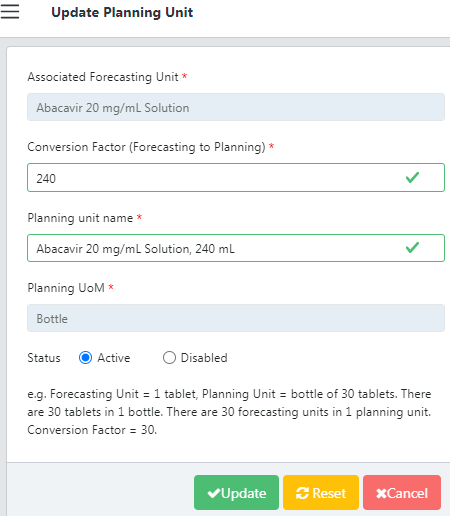 Update Planning Unit
Associated Forecasting Unit *
Abacavir 20 mg/mL Solution
Conversion Factor (Forecasting to Planning) *
240
Planning unit name *
Abacavir 20 mg/mL Solution, 240 mL
Planning UoM *
Bottle
Status Active Disabled
e.g. Forecasting Unit = 1 tablet, Planning Unit = bottle of 30 tablets. There
are 30 tablets in 1 bottle. There are 30 forecasting units in 1 planning unit.
Conversion Factor = 30.
Update Reset Cancel